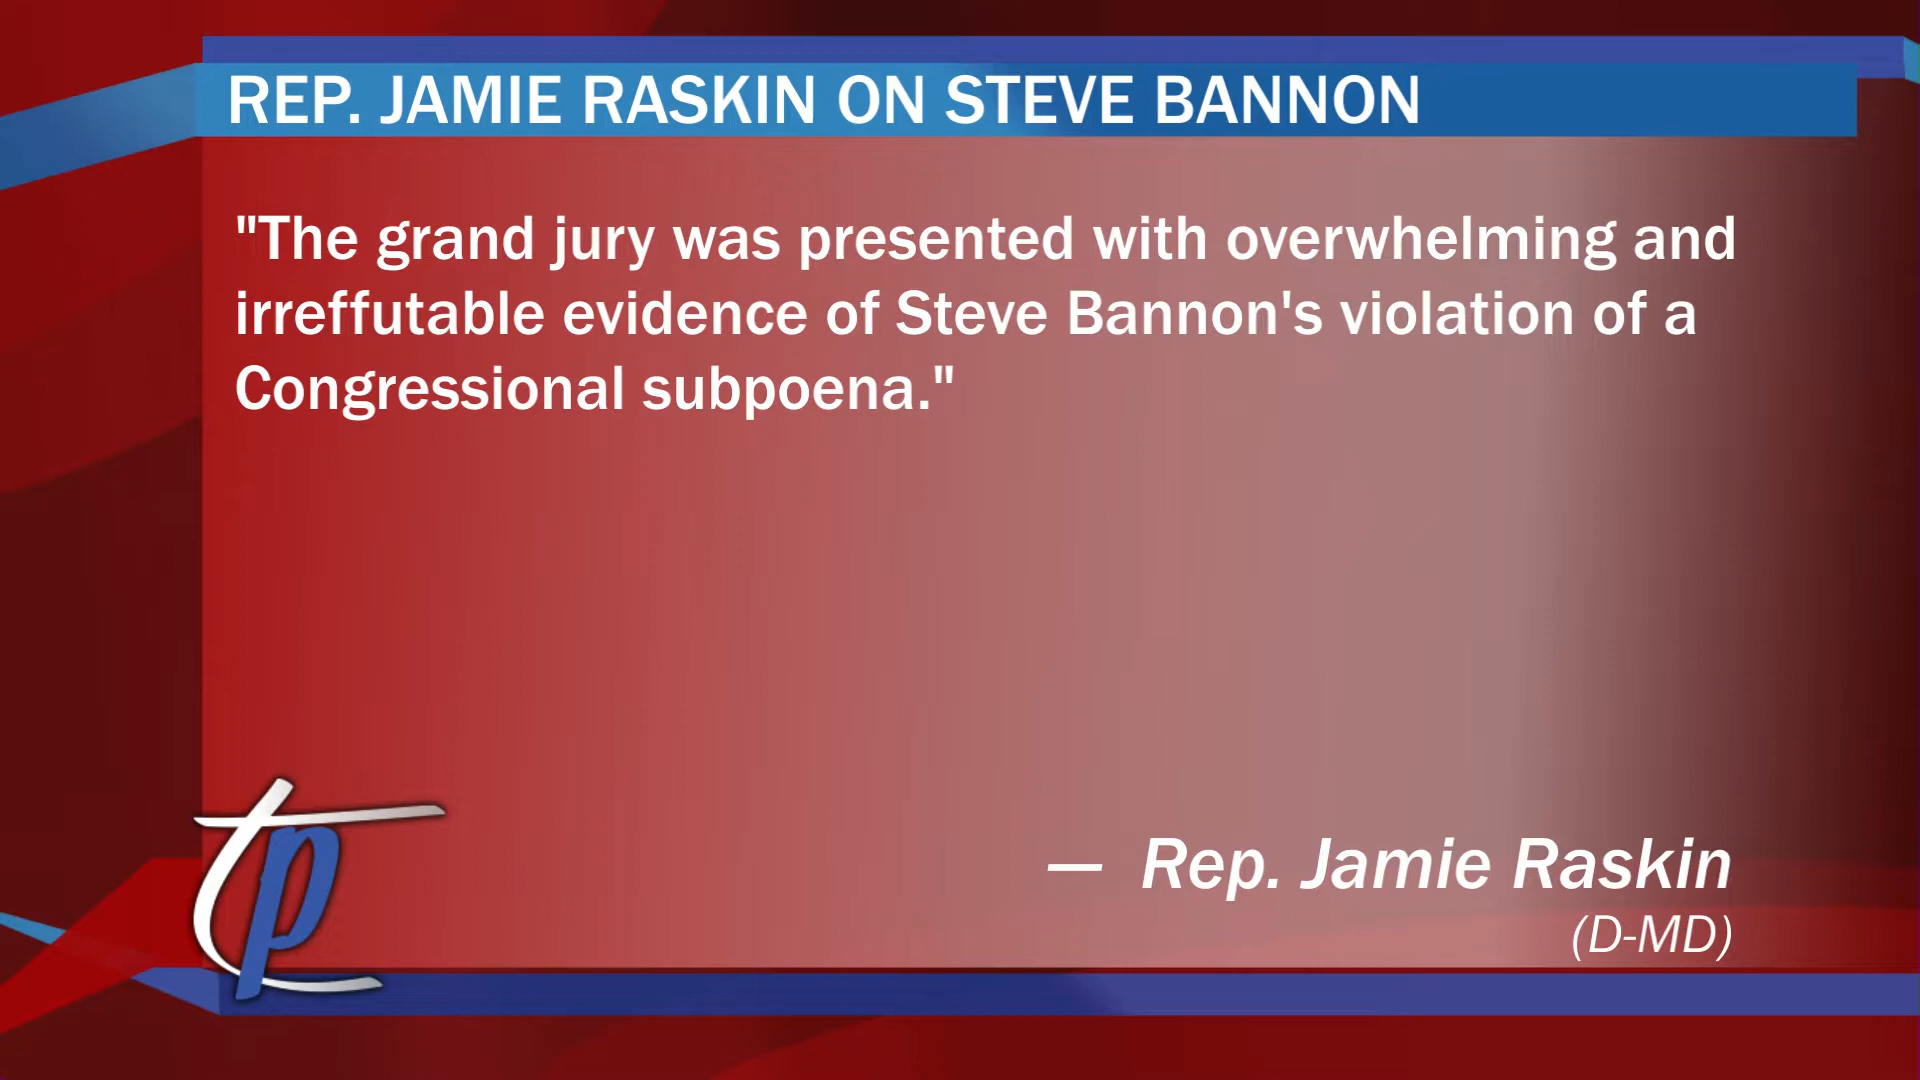 REP. JAMIE RASKIN ON STEVE BANNON
"The grand jury was presented with overwhelming and
irreffutable evidence of Steve Bannon's violation of a
Congressional subpoena."
— Rep. Jamie Raskin
(D-MD)
tp